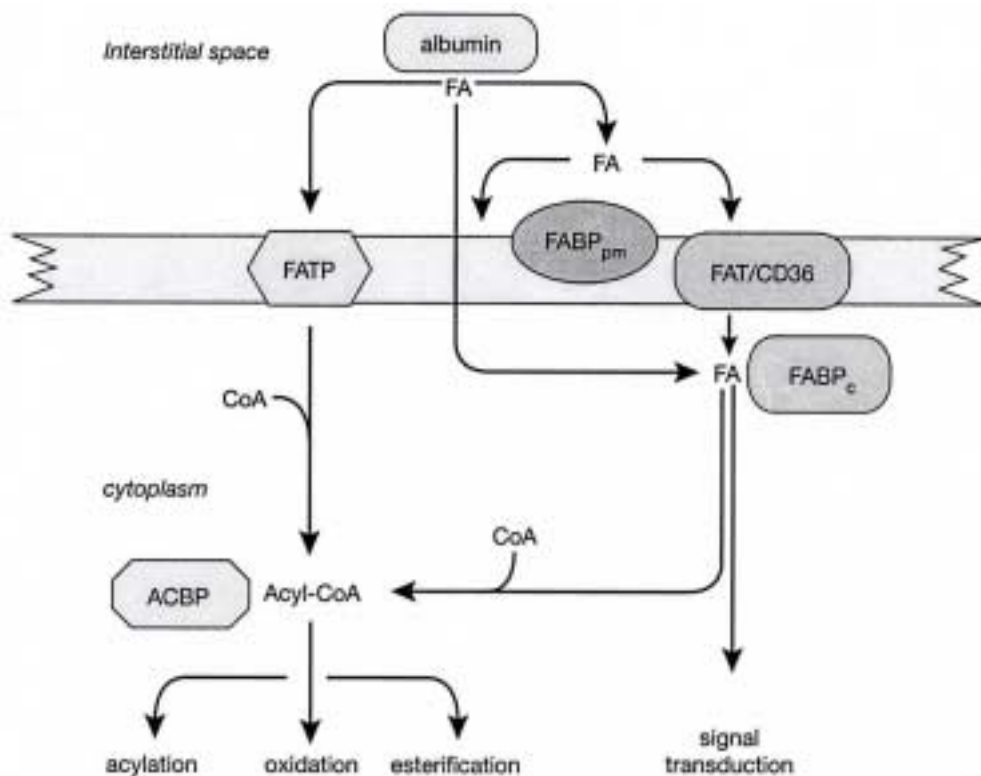 albumin
Interstitial space
FA
FA
FABPpm
FATP
FAT/CD36
FA
FABPc
CoA
cytoplasm
CoA
ACBP
Acyl-CoA
signal
transduction
acylation
oxidation
esterification